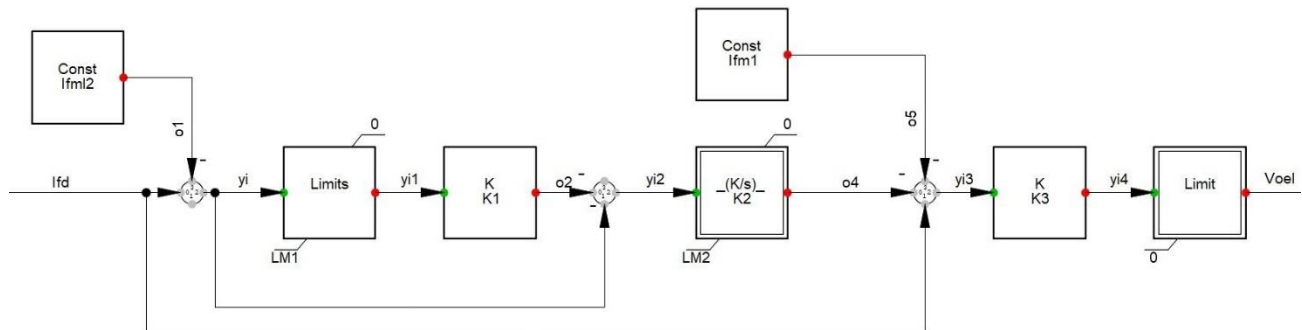 Const
Ifml2
Const
Ifm1
o1
o5
0
0
Ifd
yi
Limits
yi1
K
K1
o2
yi2
_(K/s)_
K2
o4
yi3
K
K3
yi4
Limit
Voel
LM1
LM2
0
-
-
-
-
-